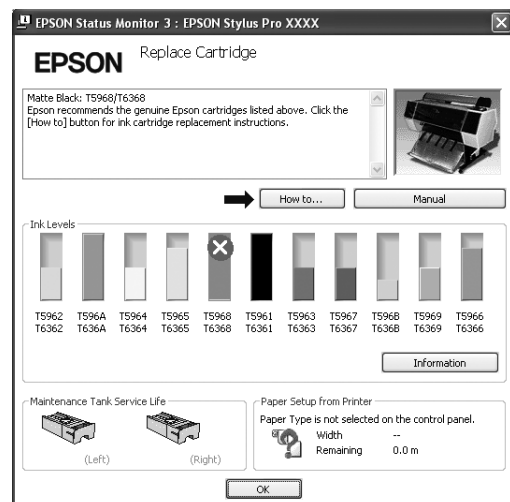 EPSON Status Monitor 3 : EPSON Stylus Pro XXXX
EPSON
Replace Cartridge
Matte Black: T5968/T6368
Epson recommends the genuine Epson cartridges listed above. Click the
[How to] button for ink cartridge replacement instructions.
How to...
Manual
Ink Levels
T5962 T596A T5964 T5965 T5968 T5961 T5963 T5967 T596B T5969 T5966
T6362 T636A T6364 T6365 T6368 T6361 T6363 T6367 T636B T6369 T6366
Information
Maintenance Tank Service Life
(Left)
(Right)
Paper Setup from Printer
Paper Type is not selected on the control panel.
Width --
Remaining 0.0 m
OK